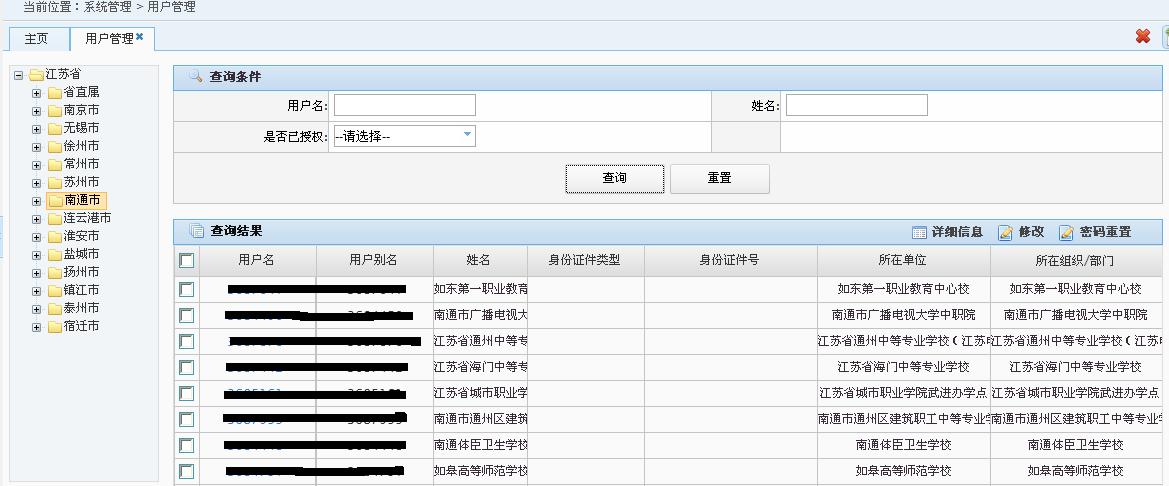 当前位置：系统管理 > 用户管理
主页 用户管理
江苏省
省直属
南京市
无锡市
徐州市
常州市
苏州市
南通市
连云港市
淮安市
盐城市
扬州市
镇江市
泰州市
宿迁市
查询条件
用户名: 姓名:
是否已授权: --请选择--
查询 重置
查询结果 详细信息 修改 密码重置
用户名 用户别名 姓名 身份证件类型 身份证件号 所在单位 所在组织/部门
如东第一职业教育 如东第一职业教育中心校 如东第一职业教育中心校
南通市广播电视大 南通市广播电视大学中职院 南通市广播电视大学中职院
江苏省通州中等专 江苏省通州中等专业学校（江苏 江苏省通州中等专业学校（江苏
江苏省海门中等专 江苏省海门中等专业学校 江苏省海门中等专业学校
江苏省城市职业学 江苏省城市职业学院武进办学点 江苏省城市职业学院武进办学点
南通市通州区建筑 南通市通州区建筑职工中等专业 南通市通州区建筑职工中等专业学
南通体臣卫生学校 南通体臣卫生学校 南通体臣卫生学校
如皋高等师范学校 如皋高等师范学校 如皋高等师范学校